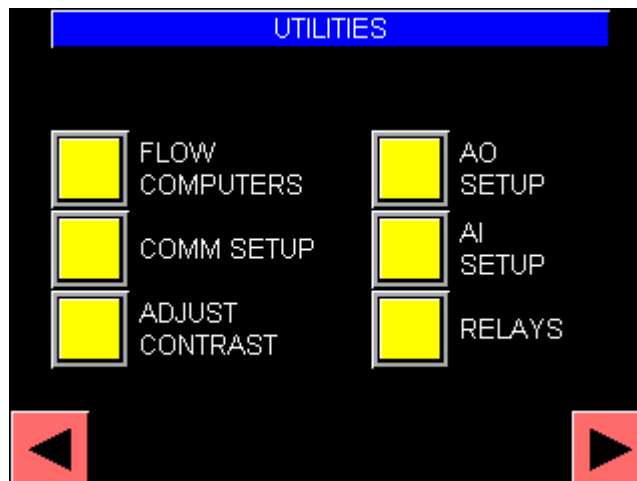 UTILITIES
FLOW
COMPUTERS
AO
SETUP
COMM SETUP
AI
SETUP
ADJUST
CONTRAST
RELAYS